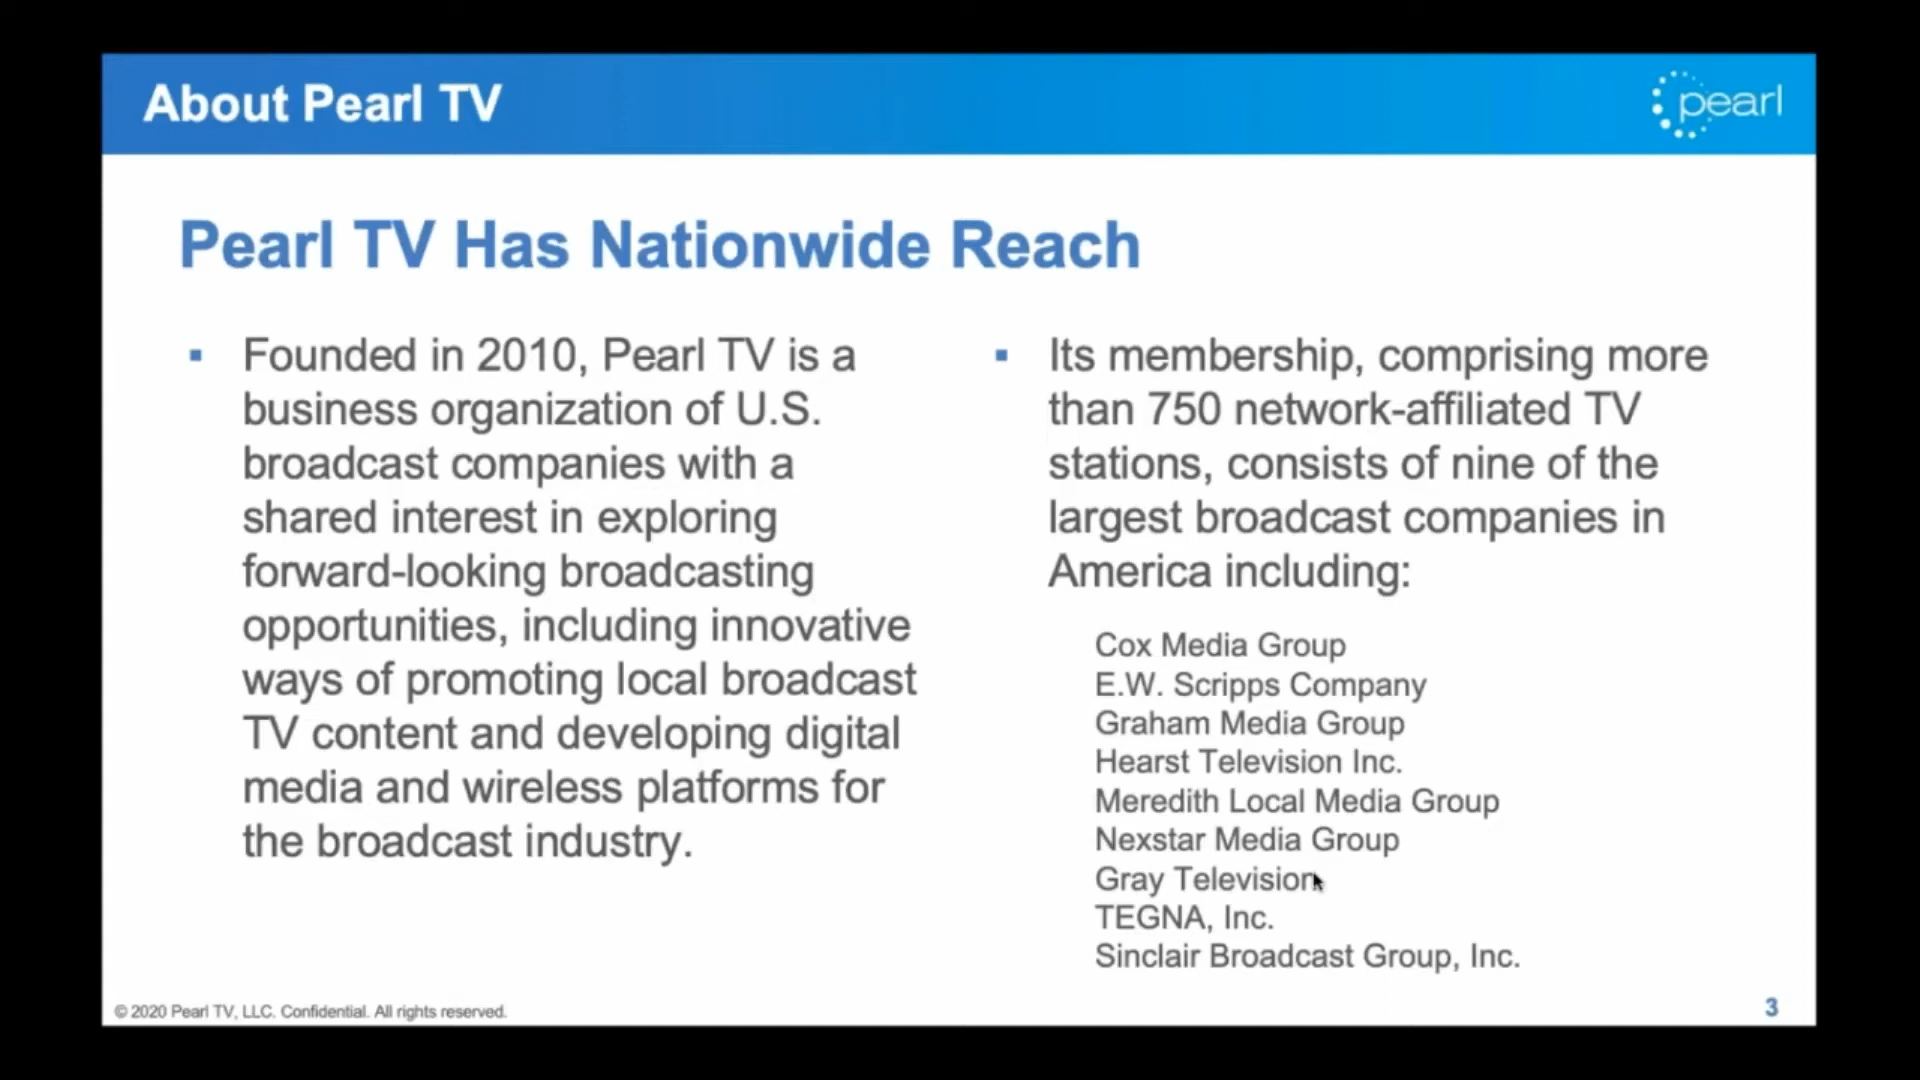 About Pearl TV
pearl
Pearl TV Has Nationwide Reach
▪ Founded in 2010, Pearl TV is a
business organization of U.S.
broadcast companies with a
shared interest in exploring
forward-looking broadcasting
opportunities, including innovative
ways of promoting local broadcast
TV content and developing digital
media and wireless platforms for
the broadcast industry.
▪ Its membership, comprising more
than 750 network-affiliated TV
stations, consists of nine of the
largest broadcast companies in
America including:
Cox Media Group
E.W. Scripps Company
Graham Media Group
Hearst Television Inc.
Meredith Local Media Group
Nexstar Media Group
Gray Television
TEGNA, Inc.
Sinclair Broadcast Group, Inc.
© 2020 Pearl TV, LLC. Confidential. All rights reserved.
3